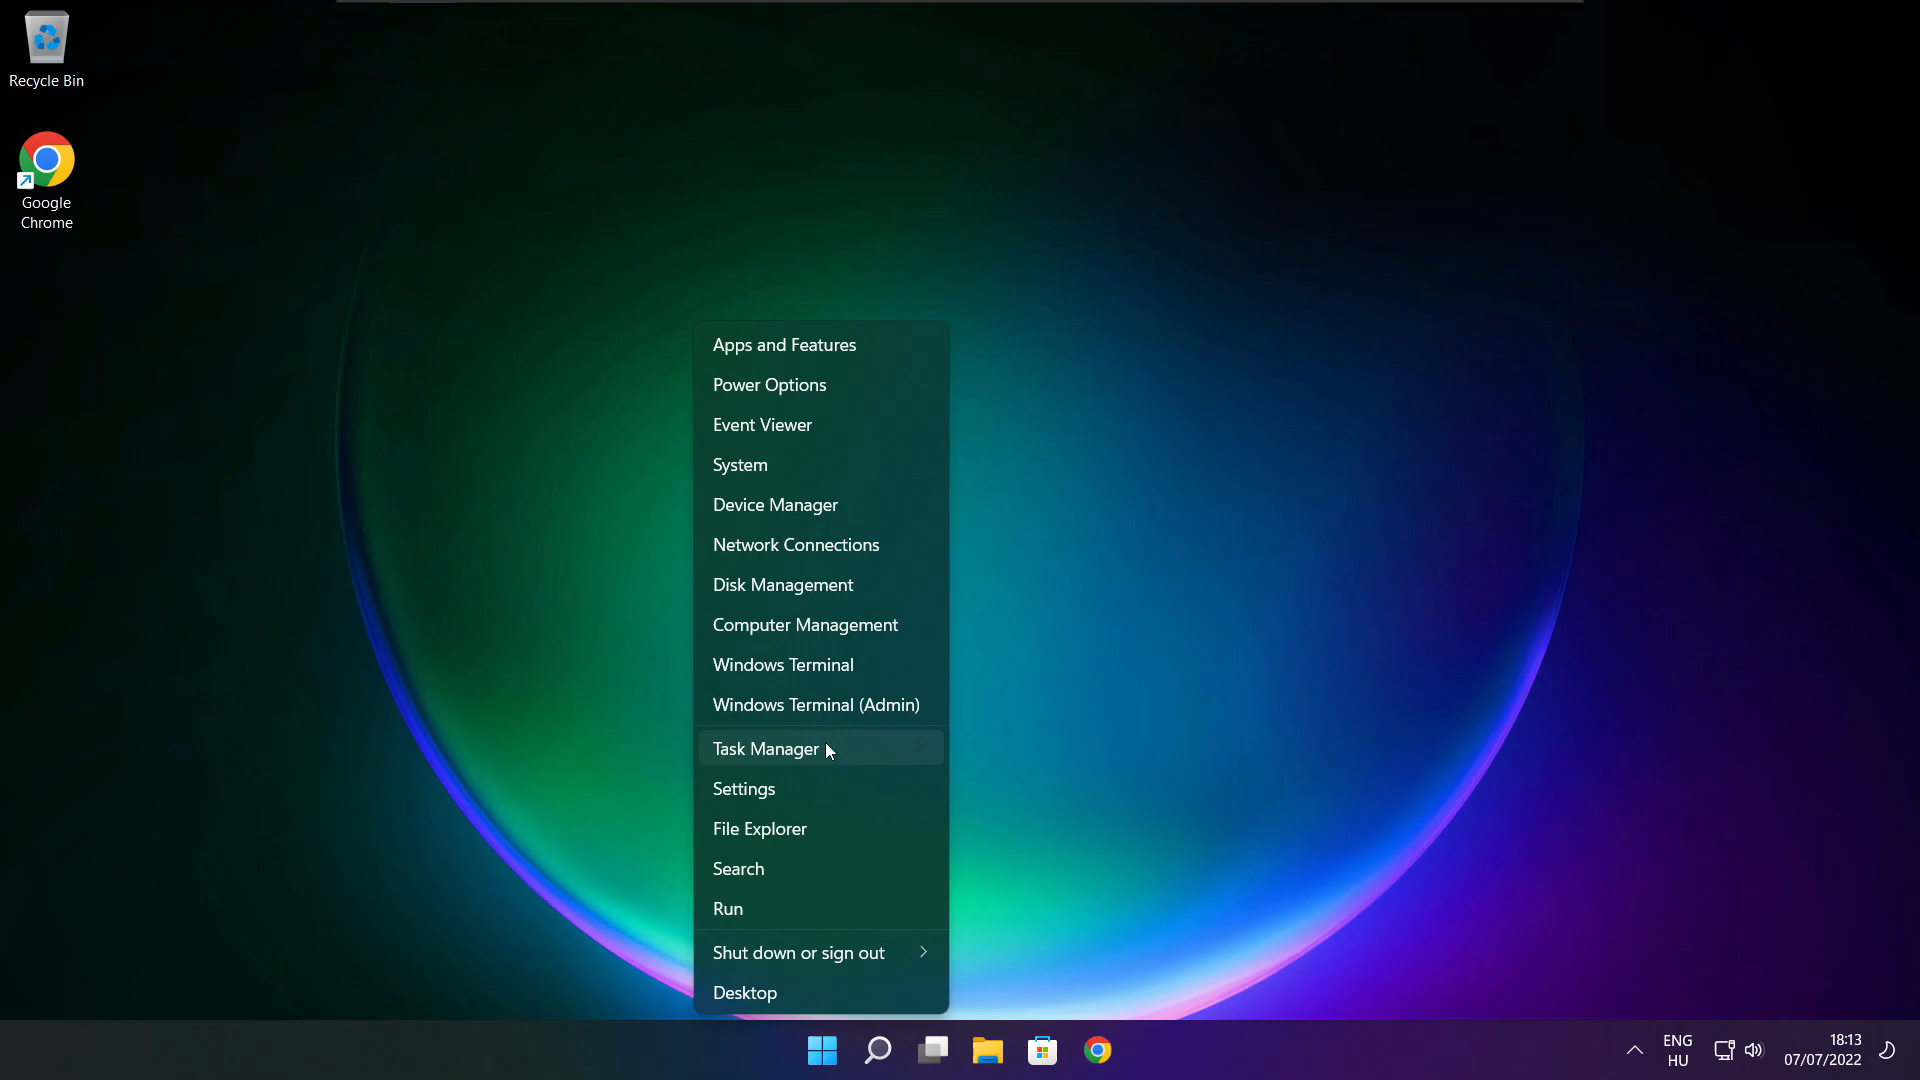 Recycle Bin
Google
Chrome
Apps and Features
Power Options
Event Viewer
System
Device Manager
Network Connections
Disk Management
Computer Management
Windows Terminal
Windows Terminal (Admin)
Task Manager
Settings
File Explorer
Search
Run
Shut down or sign out
Desktop
ENG
HU
18:13
07/07/2022